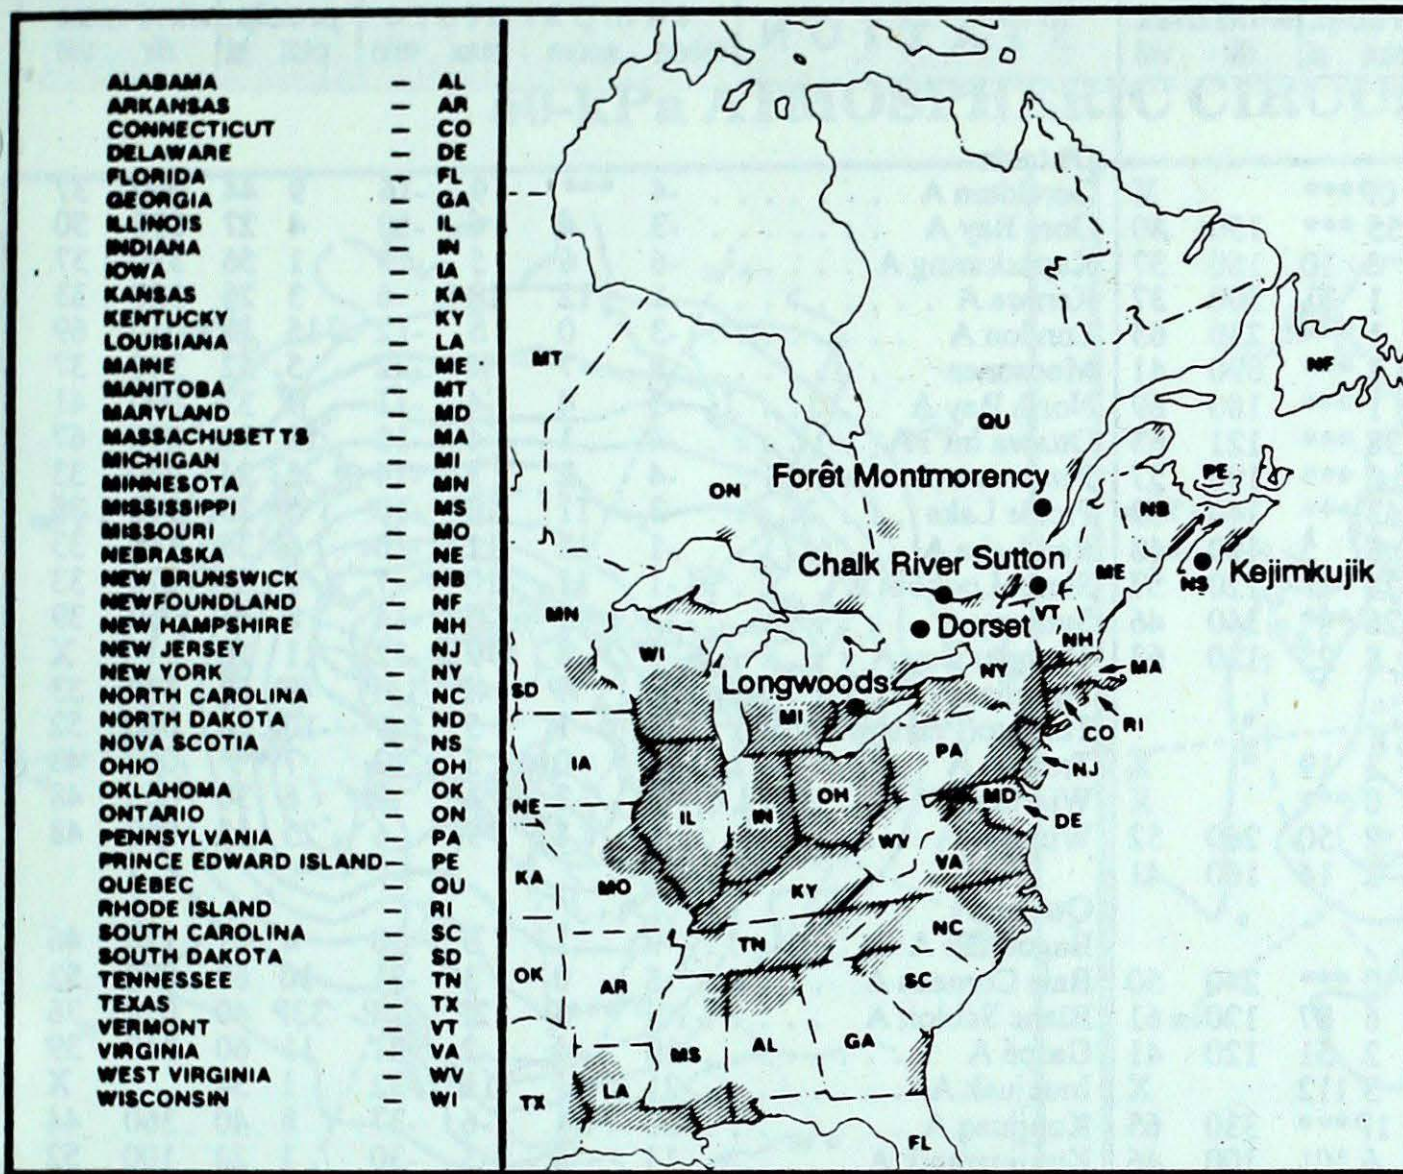 ALABAMA — AL
ARKANSAS — AR
CONNECTICUT — CO
DELAWARE — DE
FLORIDA — FL
GEORGIA — GA
ILLINOIS — IL
INDIANA — IN
IOWA — IA
KANSAS — KA
KENTUCKY — KY
LOUISIANA — LA
MAINE — ME
MANITOBA — MT
MARYLAND — MD
MASSACHUSETTS — MA
MICHIGAN — MI
MINNESOTA — MN
MISSISSIPPI — MS
MISSOURI — MO
NEBRASKA — NE
NEW BRUNSWICK — NB
NEWFOUNDLAND — NF
NEW HAMPSHIRE — NH
NEW JERSEY — NJ
NEW YORK — NY
NORTH CAROLINA — NC
NORTH DAKOTA — ND
NOVA SCOTIA — NS
OHIO — OH
OKLAHOMA — OK
ONTARIO — ON
PENNSYLVANIA — PA
PRINCE EDWARD ISLAND — PE
QUÉBEC — QU
RHODE ISLAND — RI
SOUTH CAROLINA — SC
SOUTH DAKOTA — SD
TENNESSEE — TN
TEXAS — TX
VERMONT — VT
VIRGINIA — VA
WEST VIRGINIA — WV
WISCONSIN — WI
MT
NF
QU
Forêt Montmorency
PE
ON
NB
Chalk River
Sutton
ME
NS
Kejimkujik
MN
VT
Dorset
NH
WI
NY
MA
SD
Longwoods
MI
RI
CO
PA
NJ
IA
OH
MD
NE
IL
IN
DE
WV
VA
KA
MO
KY
NC
TN
OK
AR
SC
MS
AL
GA
LA
TX
FL